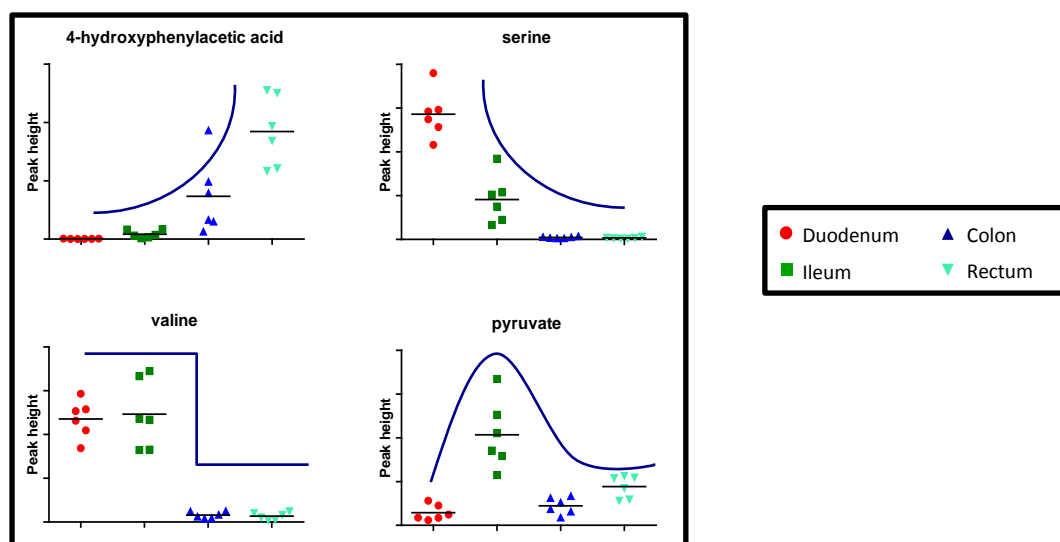 4-hydroxyphenylacetic acid
serine
Peak height
Peak height
Duodenum
Colon
Ileum
Rectum
valine
pyruvate
Peak height
Peak height